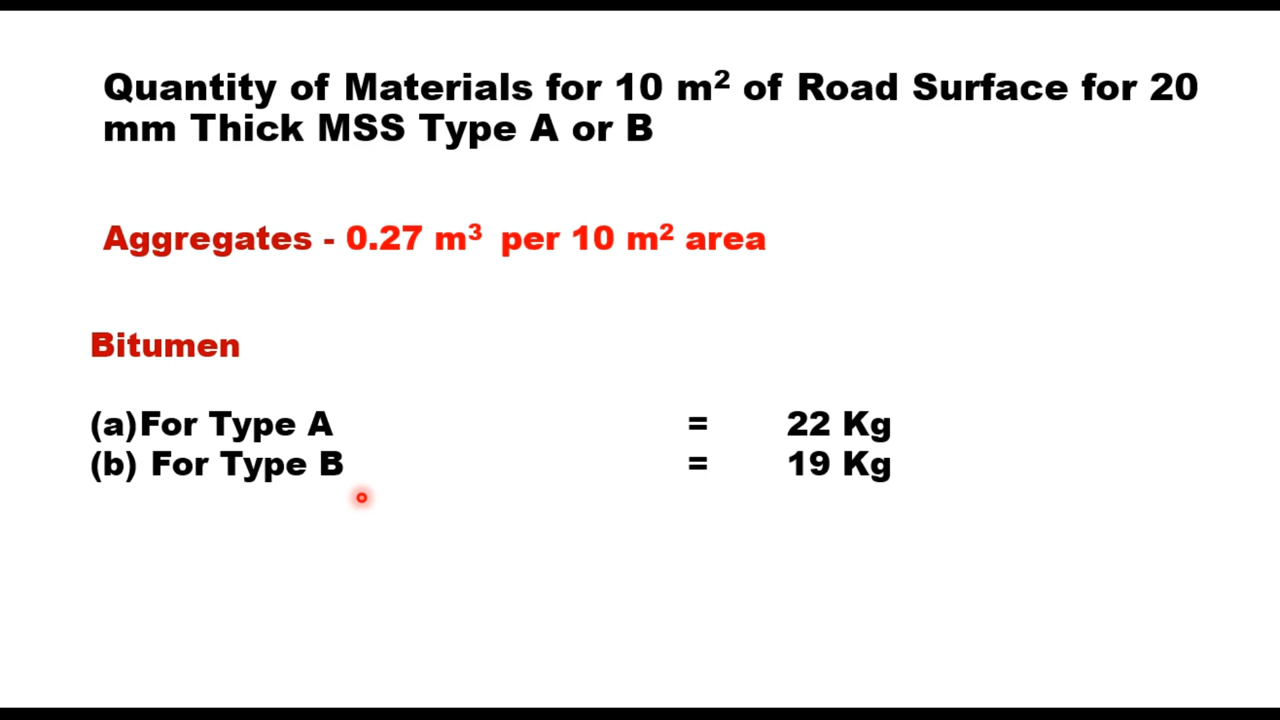 Quantity of Materials for 10 m² of Road Surface for 20
mm Thick MSS Type A or B
Aggregates - 0.27 m³ per 10 m² area
Bitumen
(a)For Type A = 22 Kg
(b) For Type B = 19 Kg